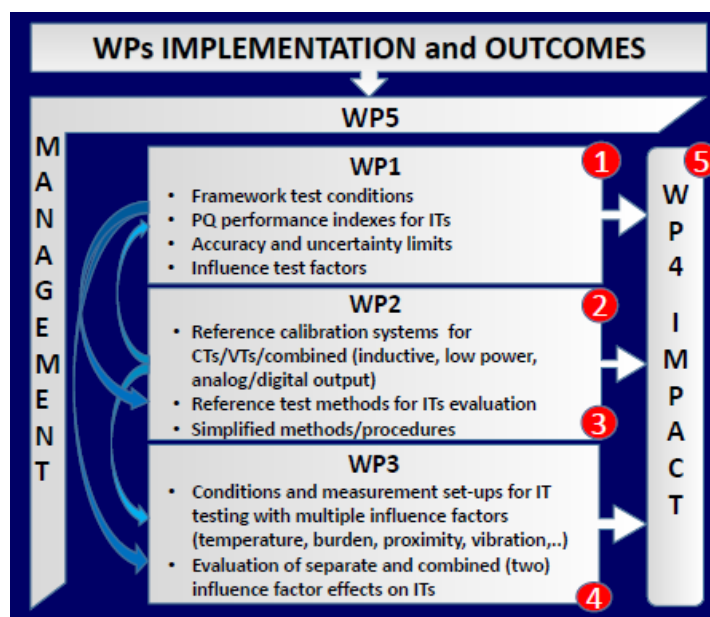 WPs IMPLEMENTATION and OUTCOMES
WP5
MANAGEMENT
WP1
1
• Framework test conditions
• PQ performance indexes for ITs
• Accuracy and uncertainty limits
• Influence test factors
WP2
2
• Reference calibration systems for
CTs/VTs/combined (inductive, low power,
analog/digital output)
• Reference test methods for ITs evaluation
• Simplified methods/procedures
3
WP3
• Conditions and measurement set-ups for IT
testing with multiple influence factors
(temperature, burden, proximity, vibration,..)
• Evaluation of separate and combined (two)
influence factor effects on ITs
4
5
WP4 IMPACT